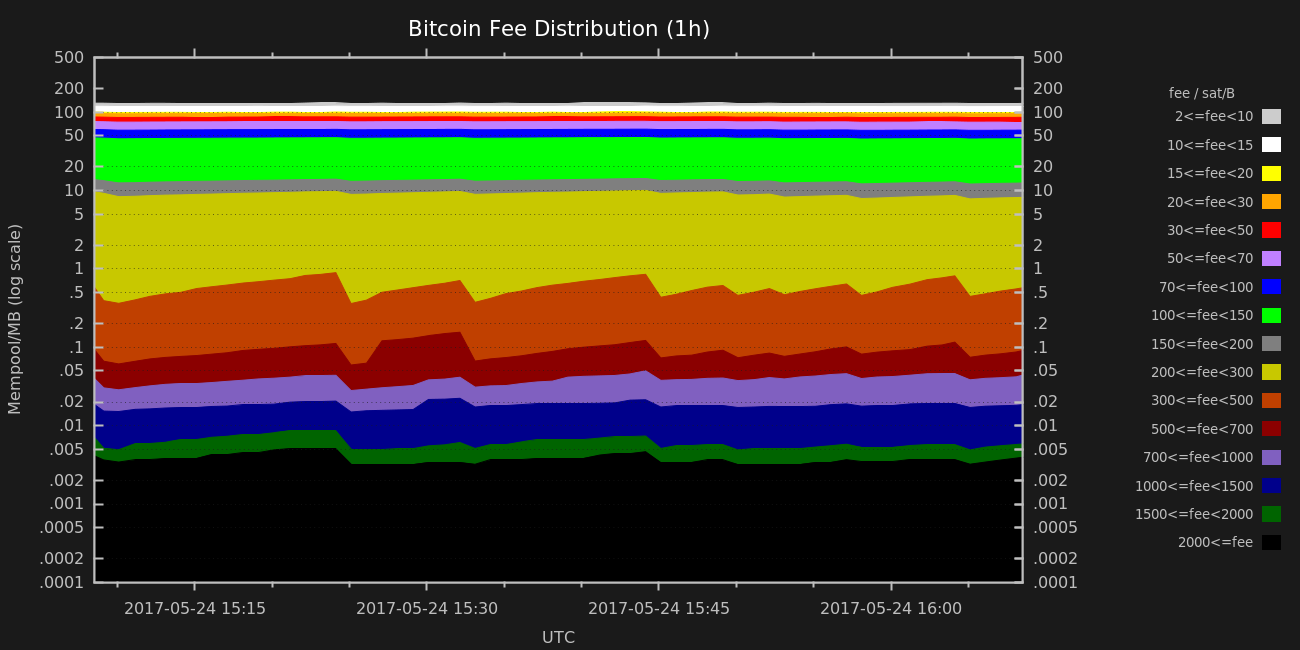 Bitcoin Fee Distribution (1h)
500
200
100
50
20
10
5
2
1
.5
.2
.1
.05
.02
.01
.005
.002
.001
.0005
.0002
.0001
Mempool/MB (log scale)
500
200
100
50
20
10
5
2
1
.5
.2
.1
.05
.02
.01
.005
.002
.001
.0005
.0002
.0001
2017-05-24 15:15
2017-05-24 15:30
2017-05-24 15:45
2017-05-24 16:00
UTC
fee / sat/B
2<=fee<10
10<=fee<15
15<=fee<20
20<=fee<30
30<=fee<50
50<=fee<70
70<=fee<100
100<=fee<150
150<=fee<200
200<=fee<300
300<=fee<500
500<=fee<700
700<=fee<1000
1000<=fee<1500
1500<=fee<2000
2000<=fee